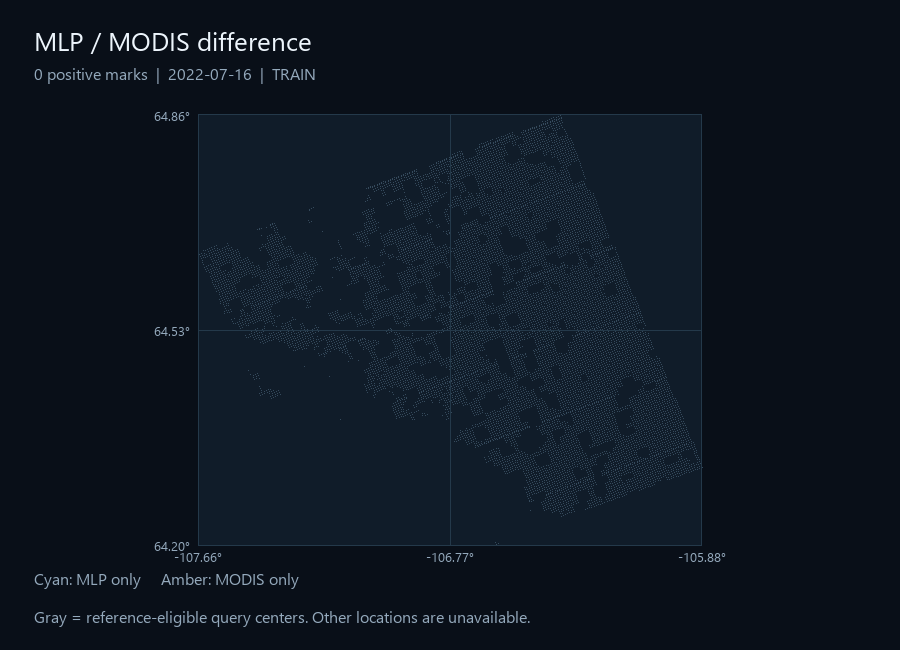 MLP / MODIS difference
0 positive marks | 2022-07-16 | TRAIN
64.86°
64.53°
64.20°
-107.66° -106.77° -105.88°
Cyan: MLP only Amber: MODIS only
Gray = reference-eligible query centers. Other locations are unavailable.